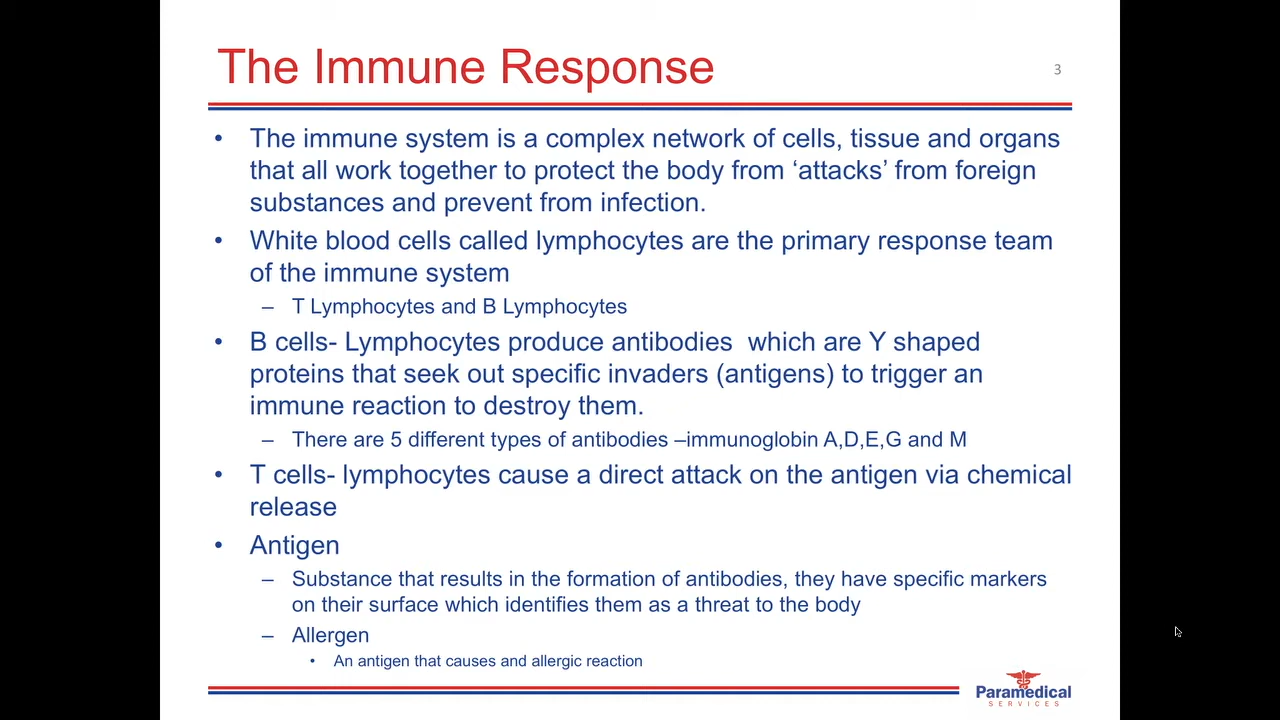 The Immune Response
3
• The immune system is a complex network of cells, tissue and organs
that all work together to protect the body from ‘attacks’ from foreign
substances and prevent from infection.
• White blood cells called lymphocytes are the primary response team
of the immune system
– T Lymphocytes and B Lymphocytes
• B cells- Lymphocytes produce antibodies  which are Y shaped
proteins that seek out specific invaders (antigens) to trigger an
immune reaction to destroy them.
– There are 5 different types of antibodies –immunoglobin A,D,E,G and M
• T cells- lymphocytes cause a direct attack on the antigen via chemical
release
• Antigen
– Substance that results in the formation of antibodies, they have specific markers
on their surface which identifies them as a threat to the body
– Allergen
• An antigen that causes and allergic reaction
Paramedical
SERVICES